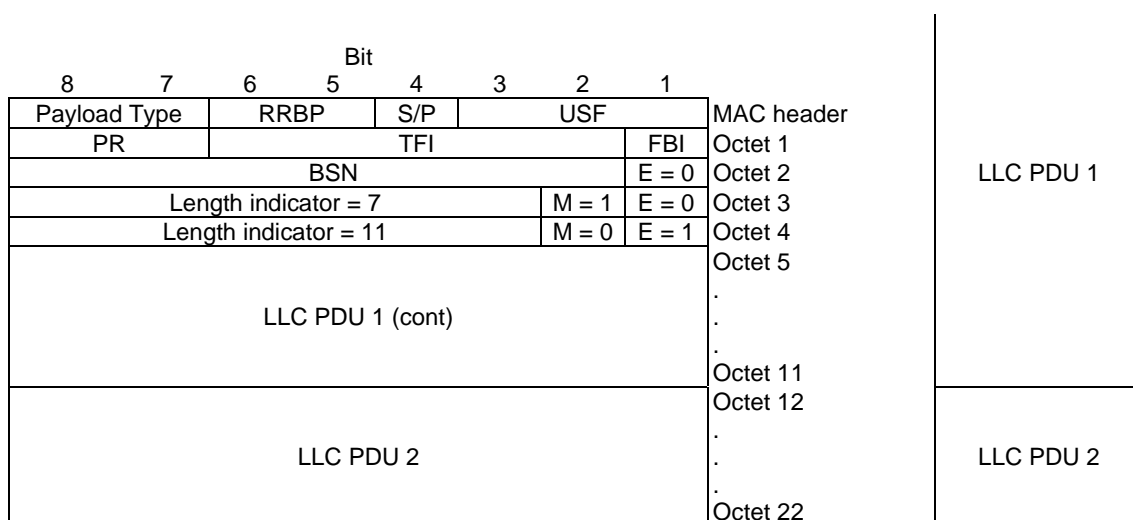 Bit
8 7 6 5 4 3 2 1
Payload Type RRBP S/P USF MAC header
PR TFI FBI Octet 1
BSN E = 0 Octet 2 LLC PDU 1
Length indicator = 7 M = 1 E = 0 Octet 3
Length indicator = 11 M = 0 E = 1 Octet 4
Octet 5
.
LLC PDU 1 (cont) .
.
Octet 11
Octet 12
.
LLC PDU 2 . LLC PDU 2
.
Octet 22